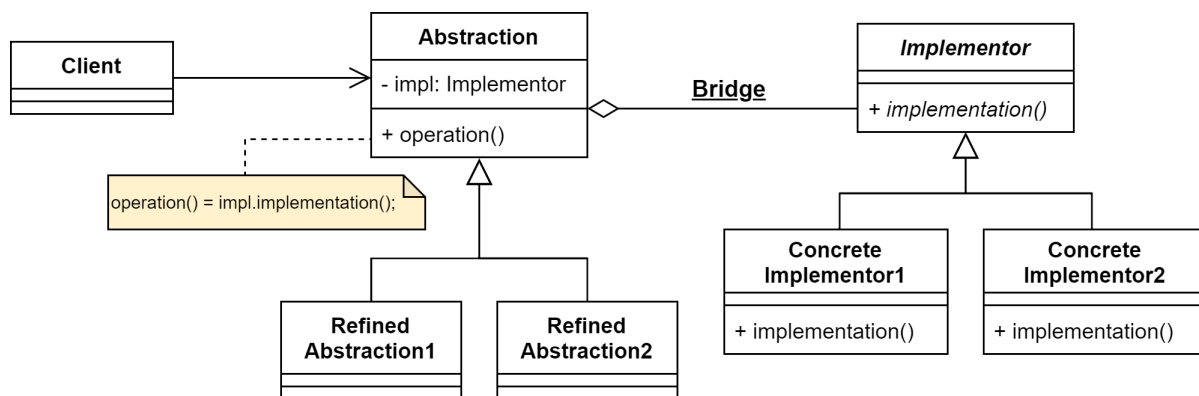 Client
Abstraction
- impl: Implementor
+ operation()
Bridge
Implementor
+ implementation()
operation() = impl.implementation();
Refined
Abstraction1
Refined
Abstraction2
Concrete
Implementor1
+ implementation()
Concrete
Implementor2
+ implementation()